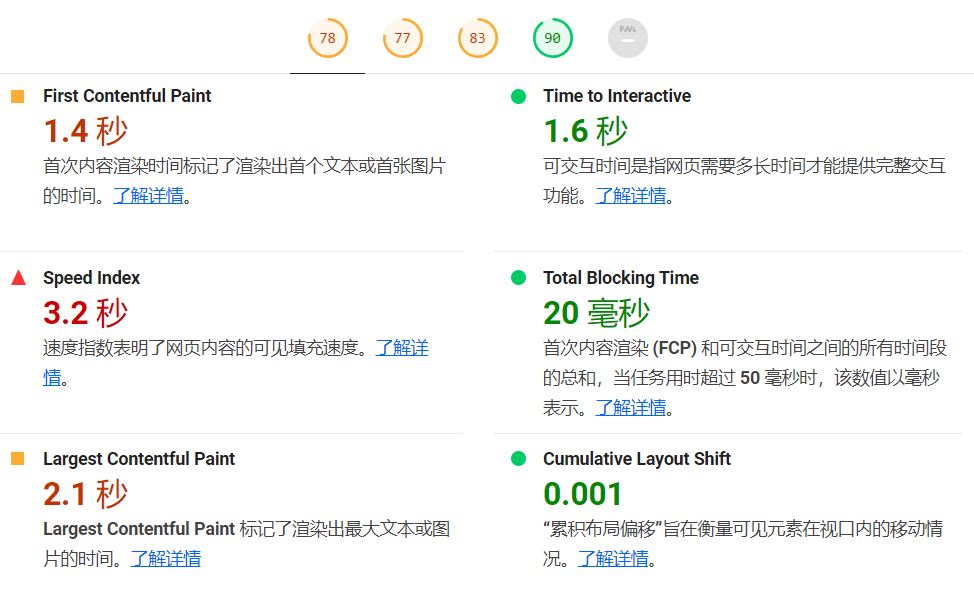 78 77 83 90 PWA
First Contentful Paint
1.4 秒
首次内容渲染时间标记了渲染出首个文本或首张图片
的时间。了解详情。
Time to Interactive
1.6 秒
可交互时间是指网页需要多长时间才能提供完整交互
功能。了解详情。
Speed Index
3.2 秒
速度指数表明了网页内容的可见填充速度。了解详
情。
Total Blocking Time
20 毫秒
首次内容渲染 (FCP) 和可交互时间之间的所有时间段
的总和，当任务用时超过 50 毫秒时，该数值以毫秒
表示。了解详情。
Largest Contentful Paint
2.1 秒
Largest Contentful Paint 标记了渲染出最大文本或图
片的时间。了解详情
Cumulative Layout Shift
0.001
“累积布局偏移”旨在衡量可见元素在视口内的移动情
况。了解详情。